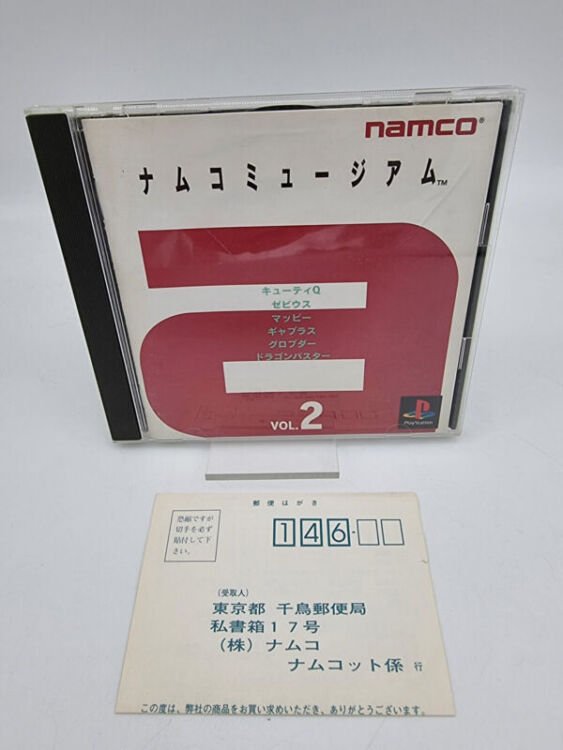 namco®
ナムコミュージアム™
キューティQ
ゼビウス
マッピー
ギャプラス
グロブダー
ドラゴンバスター
VOL.2
PlayStation
郵便はがき
恐縮ですが
切手を必ず
貼付して下
さい。
146-
(受取人)
東京都 千鳥郵便局
私書箱17号
(株)ナムコ
ナムコット係 行
この度は、弊社の商品をお買い求めいただき、ありがとうございます。